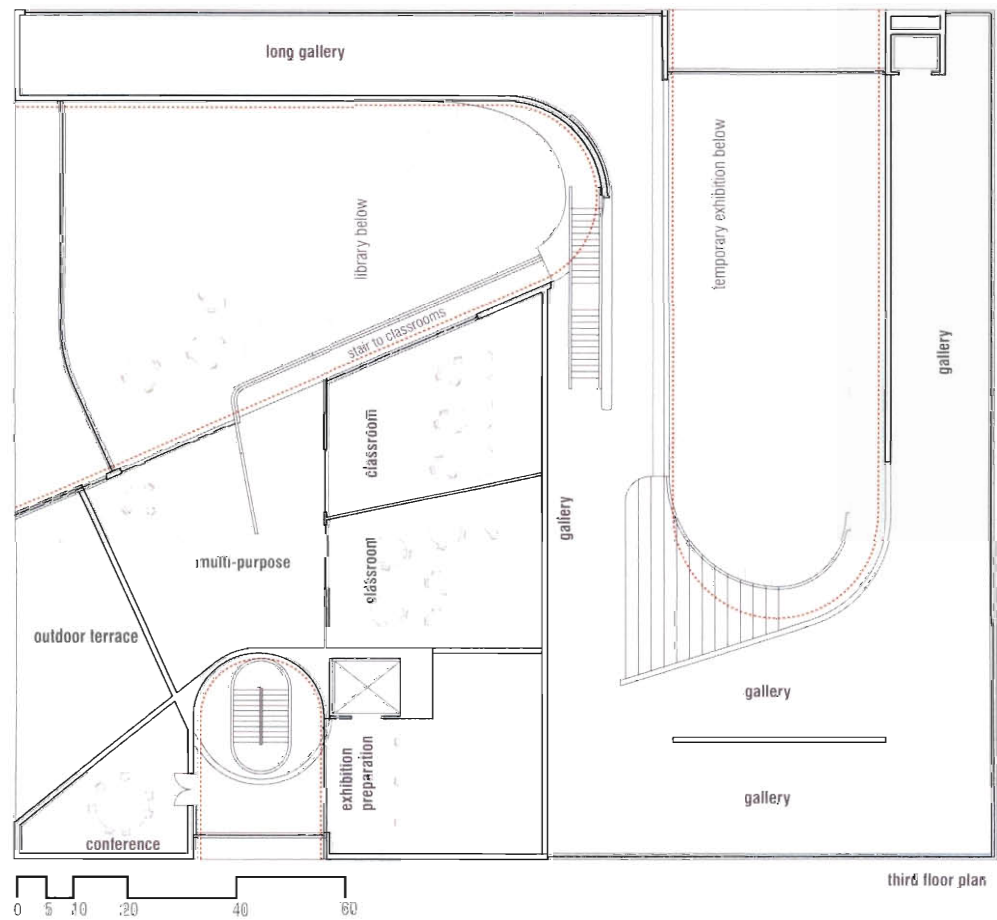 long gallery
library below
temporary exhibition below
gallery
stair to classrooms
classroom
gallery
classroom
multi-purpose
outdoor terrace
gallery
exhibition
preparation
gallery
conference
third floor plan
0 5 10 20 40 60